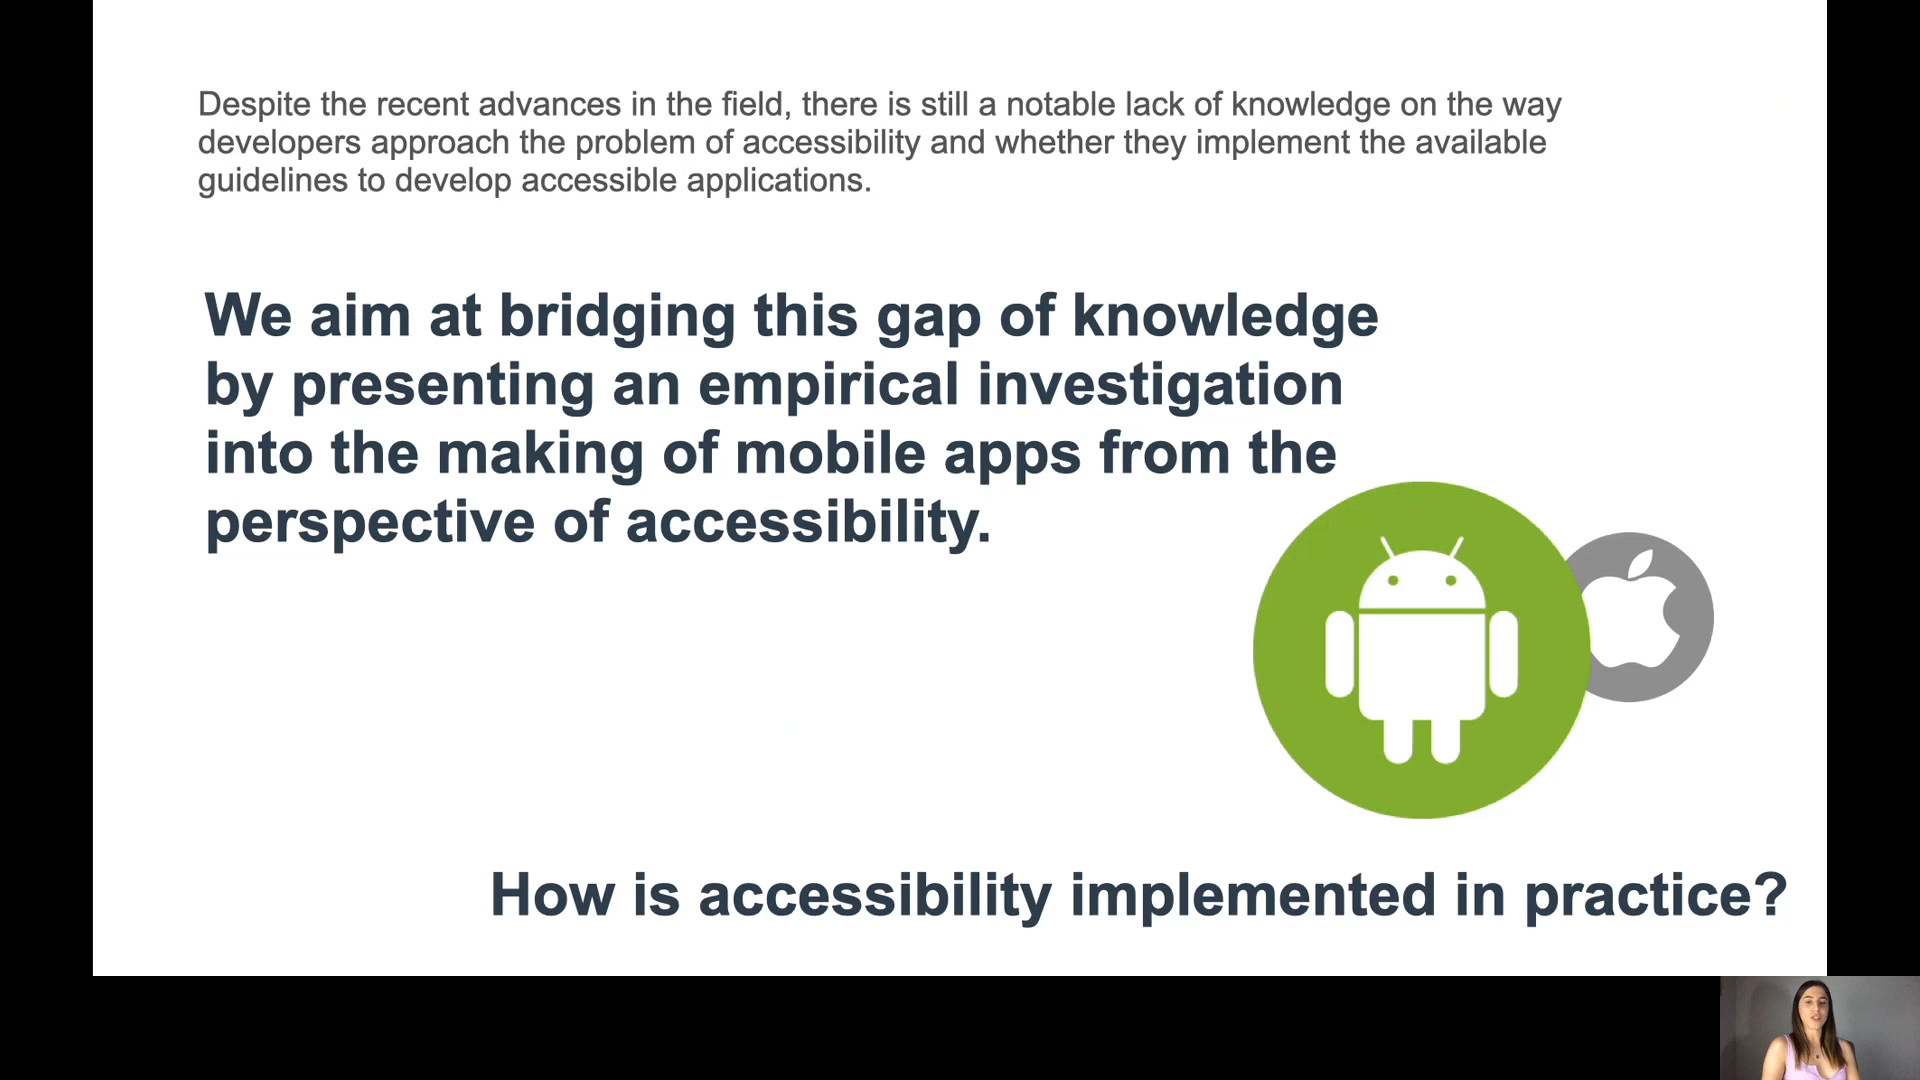 Despite the recent advances in the field, there is still a notable lack of knowledge on the way
developers approach the problem of accessibility and whether they implement the available
guidelines to develop accessible applications.
We aim at bridging this gap of knowledge
by presenting an empirical investigation
into the making of mobile apps from the
perspective of accessibility.
How is accessibility implemented in practice?